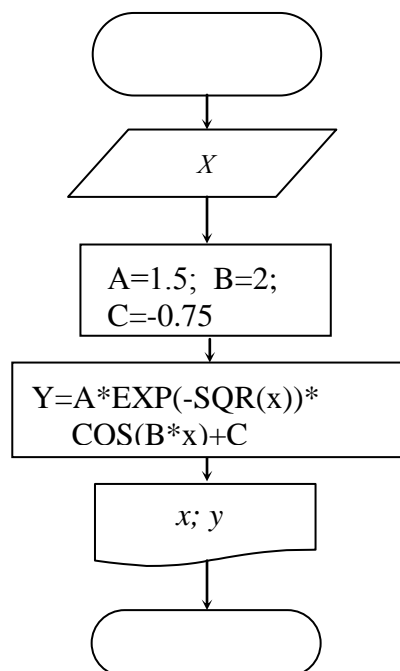 X
A=1.5; B=2;
C=-0.75
Y=A*EXP(-SQR(x))*
COS(B*x)+C
x; y